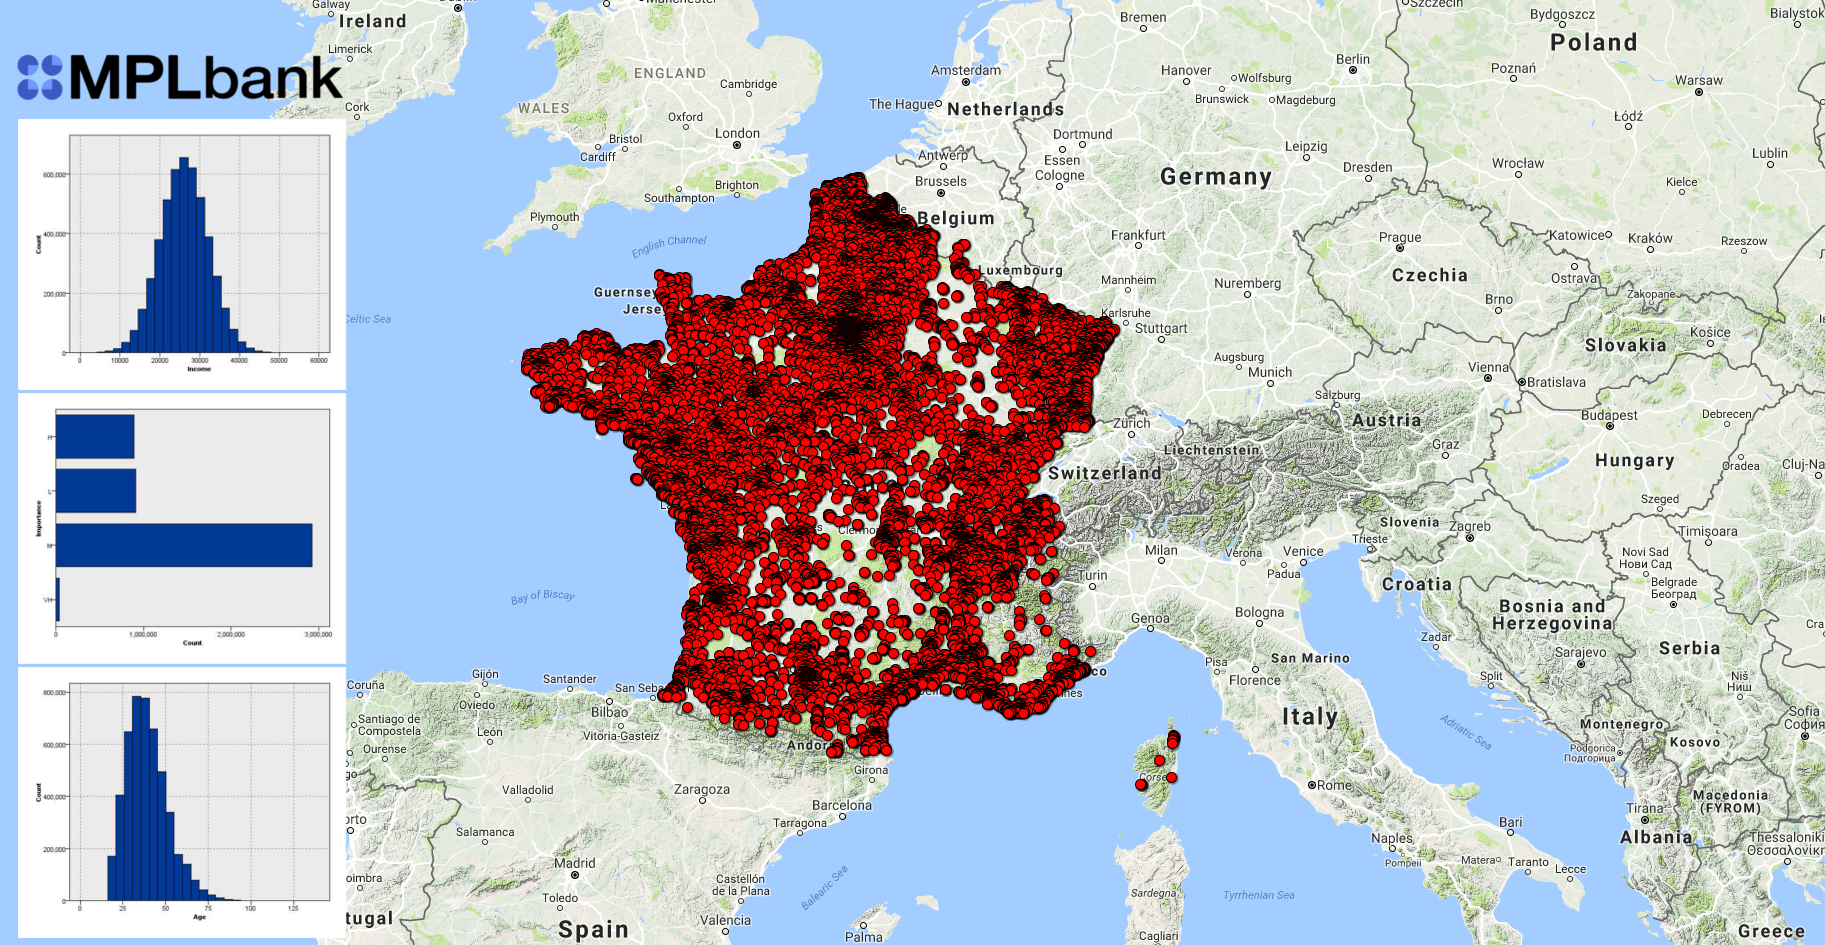 MPLbank
600,000
400,000
200,000
0
Count
0
10000
20000
30000
40000
50000
60000
Income
H
L
M
VH
Importance
0
1,000,000
2,000,000
3,000,000
Count
800,000
600,000
400,000
200,000
0
Count
0
25
50
75
100
125
Age
Galway
Ireland
Limerick
Cork
Manchester
ENGLAND
WALES
Cambridge
Oxford
London
Bristol
Cardiff
Southampton
Brighton
Plymouth
English Channel
Celtic Sea
Guernsey
Jerse
Bremen
Amsterdam
The Hague
Netherlands
Hanover
Wolfsburg
Brunswick
Magdeburg
Berlin
Szczecin
Bydgoszcz
Bialystok
Poland
Poznań
Warsaw
Łódź
Dortmund
Essen
Cologne
Antwerp
Brussels
Belgium
Leipzig
Dresden
Wrocław
Lublin
Kielce
Germany
Frankfurt
Prague
Katowice
Kraków
Rzeszow
Luxembourg
Mannheim
Nuremberg
Czechia
Ostrava
Brno
Zakopane
Karlsruhe
Stuttgart
Košice
Slovakia
Augsburg
Munich
Vienna
Bratislava
Salzburg
Zürich
Austria
Budapest
Debrecen
Liechtenstein
Graz
Switzerland
Hungary
Oradea
Cluj-Na
Szeged
Slovenia
Zagreb
Timișoara
Milan
Verona
Venice
Trieste
Padua
Turin
Novi Sad
Нови Сад
Croatia
Belgrade
Београд
Bologna
Bosnia and
Herzegovina
Genoa
Bay of Biscay
Zadar
Serbia
Cra
Pisa
San Marino
Florence
Sarajevo
Split
Niš
Ниш
Italy
Adriatic Sea
Montenegro
Kosovo
Sofia
София
Podgorica
Подгорица
Coruña
Gijón
Oviedo
Santander
San Seba
Bilbao
Santiago de
Compostela
León
Vitoria-Gasteiz
Ourense
Andor
Girona
Corse
Rome
Valladolid
Zaragoza
Barcelona
Tarragona
Macedonia
(FYROM)
Tirana
Albania
Bari
Salamanca
Naples
Pompeii
Matera
Taranto
Lecce
Thessaloniki
Θεσσαλονίκη
Madrid
Toledo
Castellón
de la Plana
Balearic Sea
Sardegna
Tyrrhenian Sea
Valencia
Palma
Cagliari
Spain
Greece
oimbra
tugal